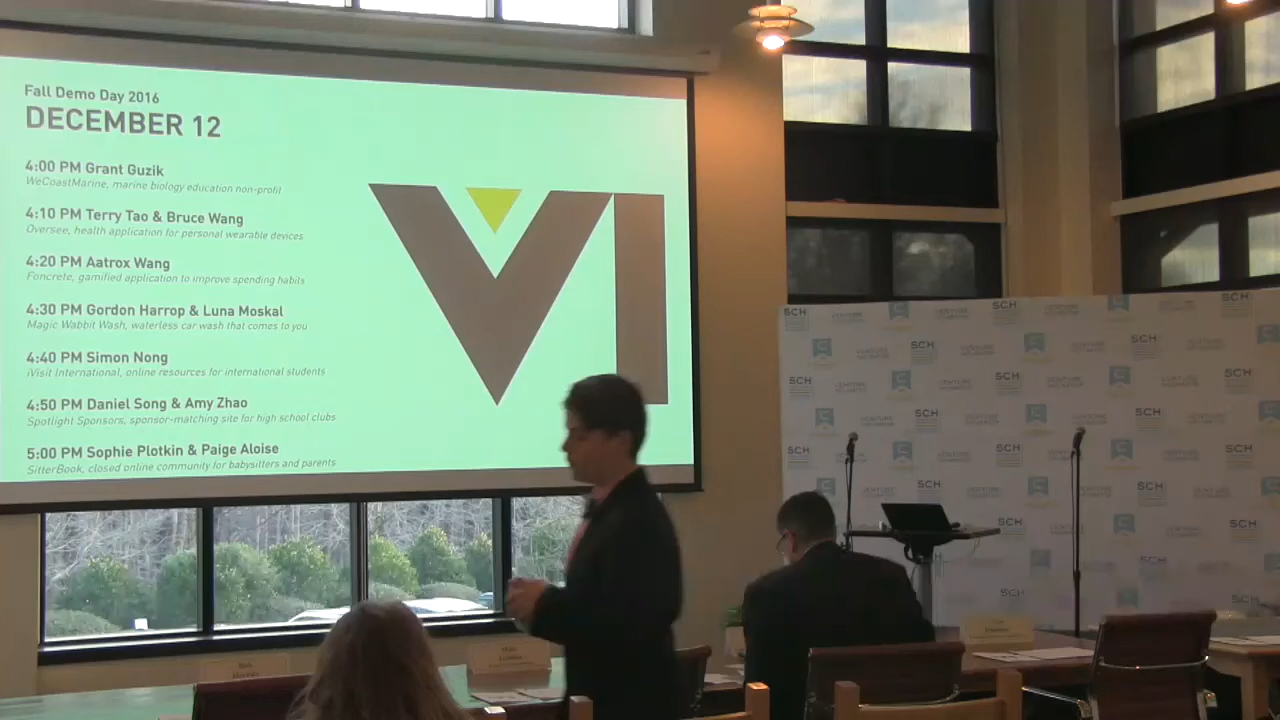 Fall Demo Day 2016
DECEMBER 12
4:00 PM Grant Guzik
WeCoastMarine, marine biology education non-profit
4:10 PM Terry Tao & Bruce Wang
Oversee, health application for personal wearable devices
4:20 PM Aatrox Wang
Foncrete, gamified application to improve spending habits
4:30 PM Gordon Harrop & Luna Moskal
Magic Wabbit Wash, waterless car wash that comes to you
4:40 PM Simon Nong
iVisit International, online resources for international students
4:50 PM Daniel Song & Amy Zhao
Spotlight Sponsors, sponsor-matching site for high school clubs
5:00 PM Sophie Plotkin & Paige Aloise
SitterBook, closed online community for babysitters and parents
VI
SCH
VENTURE